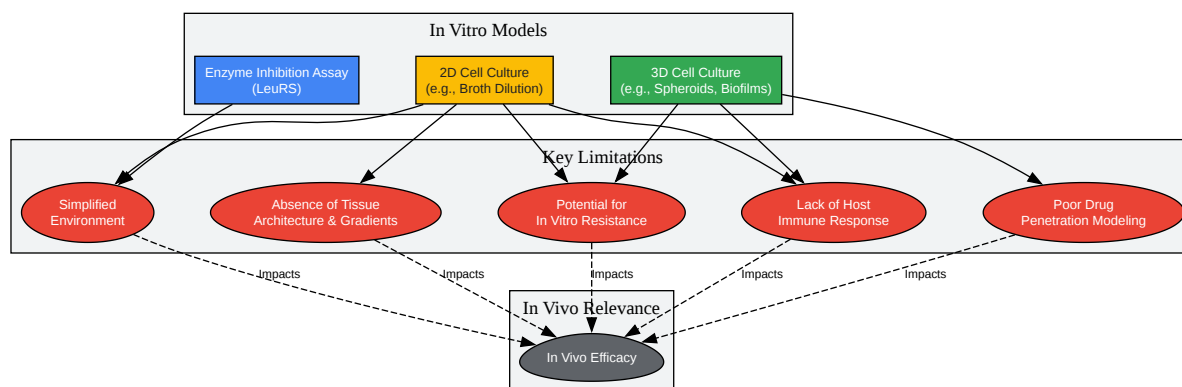 In Vitro Models
Enzyme Inhibition Assay
(LeuRS)
2D Cell Culture
(e.g., Broth Dilution)
3D Cell Culture
(e.g., Spheroids, Biofilms)
Key Limitations
Simplified
Environment
Absence of Tissue
Architecture & Gradients
Potential for
In Vitro Resistance
Lack of Host
Immune Response
Poor Drug
Penetration Modeling
Impacts
Impacts
Impacts
Impacts
Impacts
In Vivo Relevance
In Vivo Efficacy